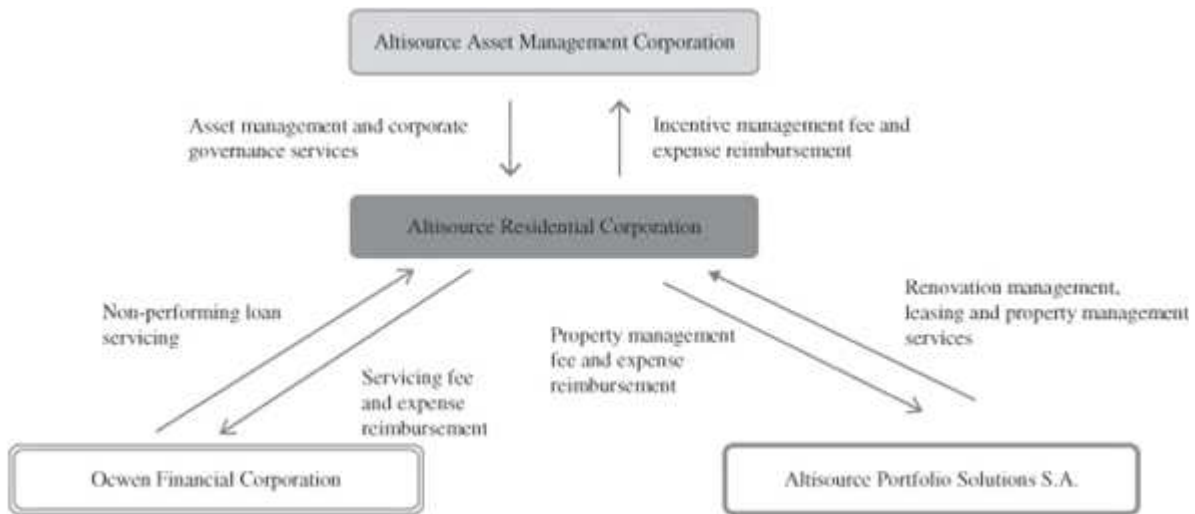 Altisource Asset Management Corporation
Asset management and corporate
governance services
Incentive management fee and
expense reimbursement
Altisource Residential Corporation
Non-performing loan
servicing
Servicing fee
and expense
reimbursement
Property management
fee and expense
reimbursement
Renovation management,
leasing and property management
services
Ocwen Financial Corporation
Altisource Portfolio Solutions S.A.